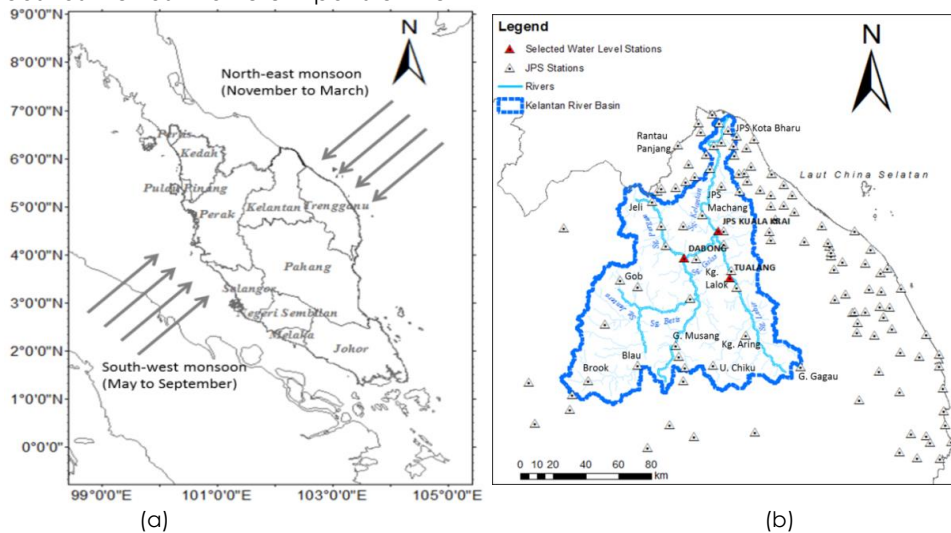 9°0'0"N
8°0'0"N
7°0'0"N
6°0'0"N
5°0'0"N
4°0'0"N
3°0'0"N
2°0'0"N
1°0'0"N
0°0'0"
99°0'0"E
101°0'0"E
103°0'0"E
105°0'0"E
N
North-east monsoon
(November to March)
Perlis
Kedah
Pulau Pinang
Perak
Kelantan
Trengganu
Pahang
Selangor
Negeri Sembilan
Melaka
Johor
South-west monsoon
(May to September)
(a)
Legend
Selected Water Level Stations
JPS Stations
Rivers
Kelantan River Basin
N
Rantau
Panjang
JPS Kota Bharu
Laut China Selatan
Jeli
JPS
Machang
Sg. Kelantan
JPS KUALA KRAI
DABONG
Sg. Galas
TUALANG
Kg.
Lalok
Gob
G. Musang
Kg. Aring
Blau
Brook
U. Chiku
G. Gagau
0 5 10 20 40 60 80
km
(b)